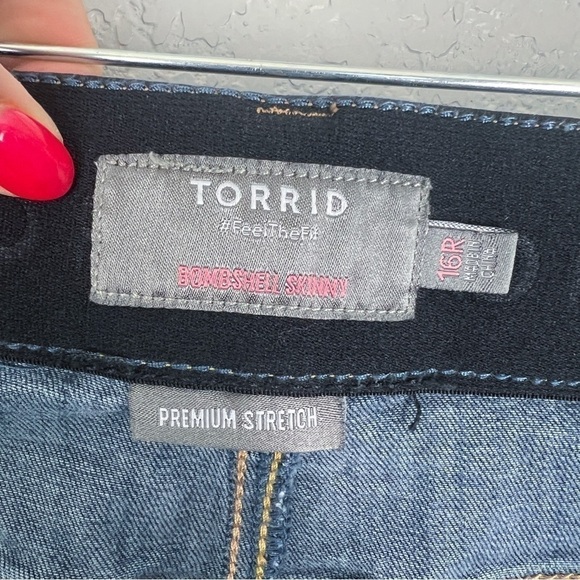 TORRID
#FeelTheFit
BOMBSHELL SKINNY
16R
MADE IN
CHINA
PREMIUM STRETCH